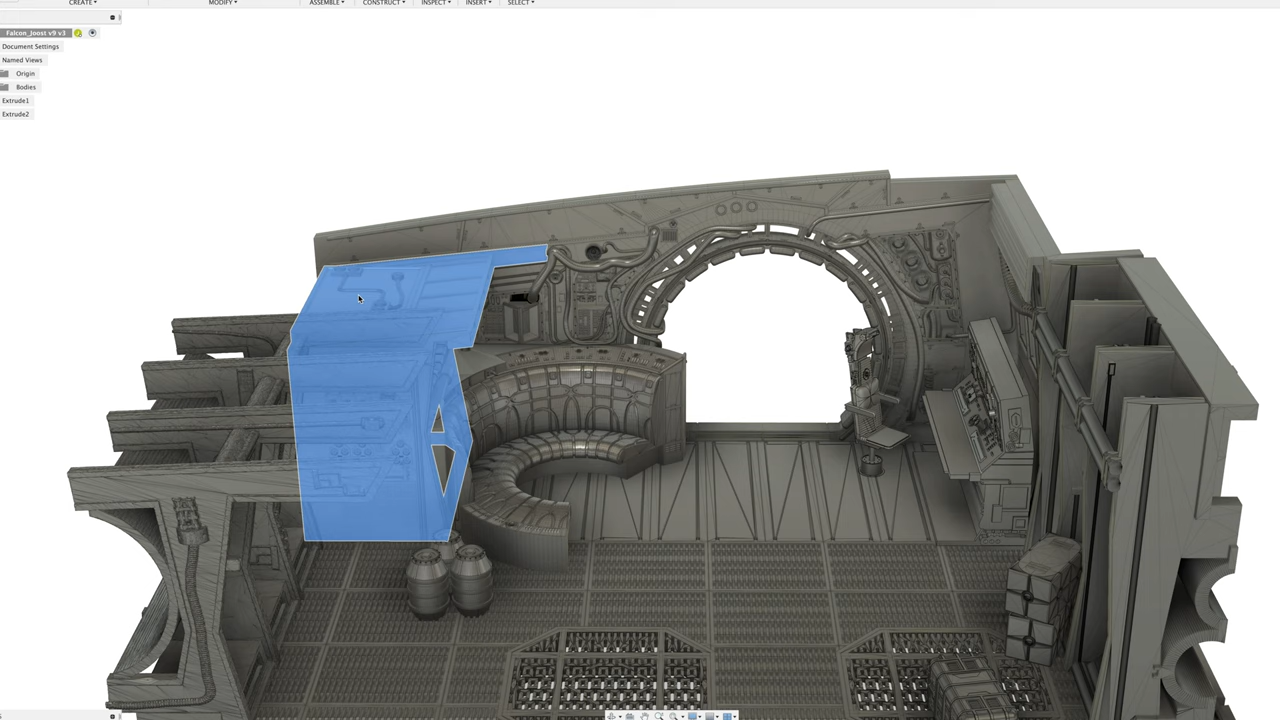 CREATE▾ MODIFY▾ ASSEMBLE▾ CONSTRUCT▾ INSPECT▾ INSERT▾ SELECT▾
Falcon_Joost v9 v3
Document Settings
Named Views
Origin
Bodies
Extrude1
Extrude2